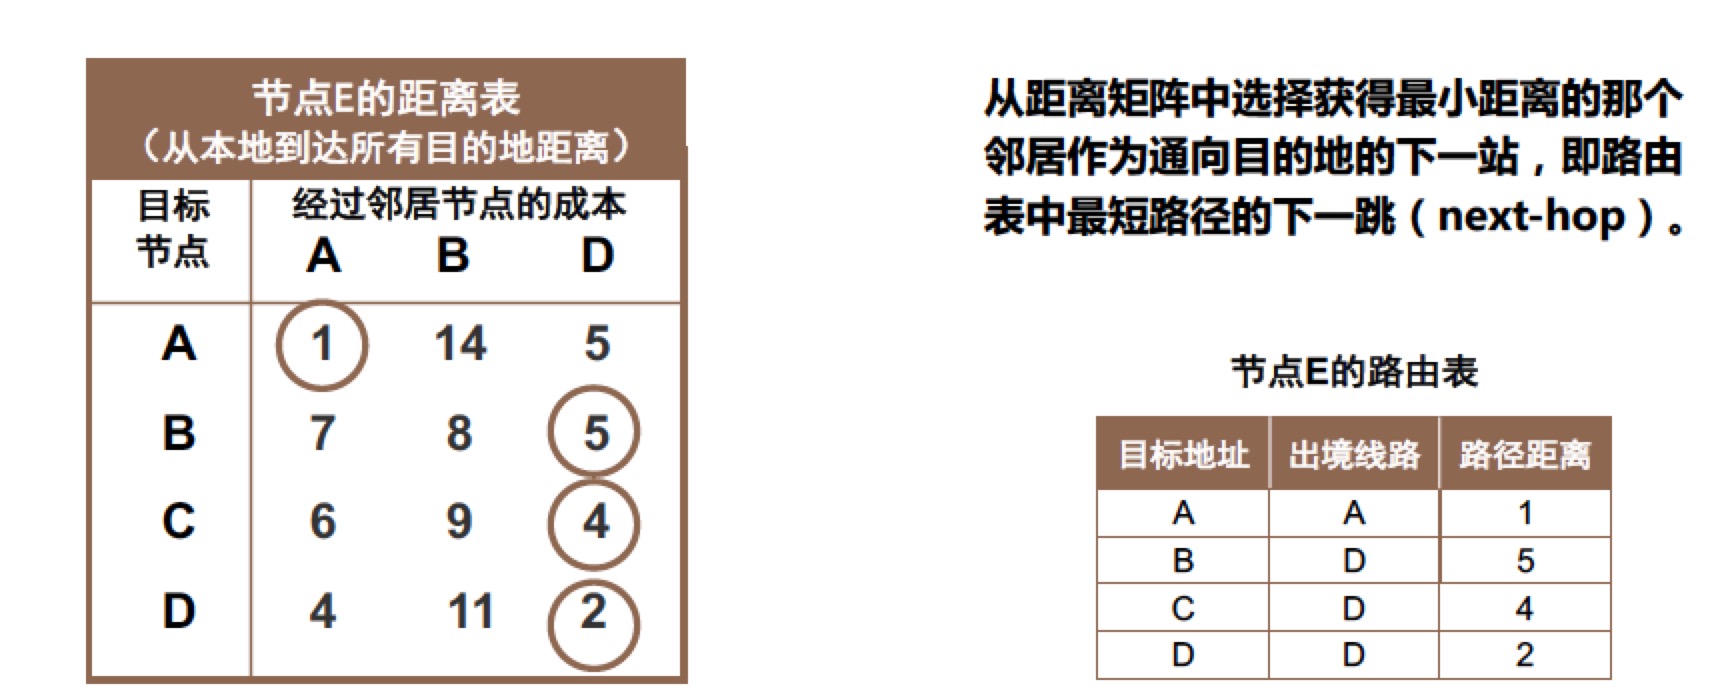 节点E的距离表
（从本地到达所有目的地距离）
目标节点 经过邻居节点的成本
A B D
A 1 14 5
B 7 8 5
C 6 9 4
D 4 11 2
从距离矩阵中选择获得最小距离的那个
邻居作为通向目的地的下一站，即路由
表中最短路径的下一跳（next-hop）。
节点E的路由表
目标地址 出境线路 路径距离
A A 1
B D 5
C D 4
D D 2